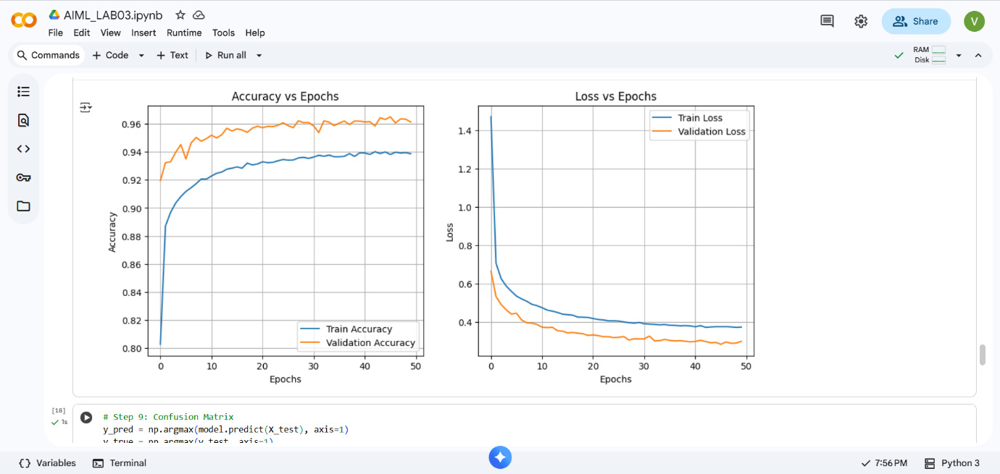 AIML_LAB03.ipynb
File Edit View Insert Runtime Tools Help
Share
V
Commands + Code + Text Run all
RAM
Disk
Accuracy vs Epochs
0.96
0.94
0.92
0.90
0.88
0.86
0.84
0.82
0.80
Accuracy
Train Accuracy
Validation Accuracy
0 10 20 30 40 50
Epochs
Loss vs Epochs
Train Loss
Validation Loss
1.4
1.2
1.0
0.8
0.6
0.4
Loss
0 10 20 30 40 50
Epochs
[18]
1s
# Step 9: Confusion Matrix
y_pred = np.argmax(model.predict(X_test), axis=1)
y_true = np.argmax(y_test, axis=1)
Variables Terminal
7:56 PM Python 3